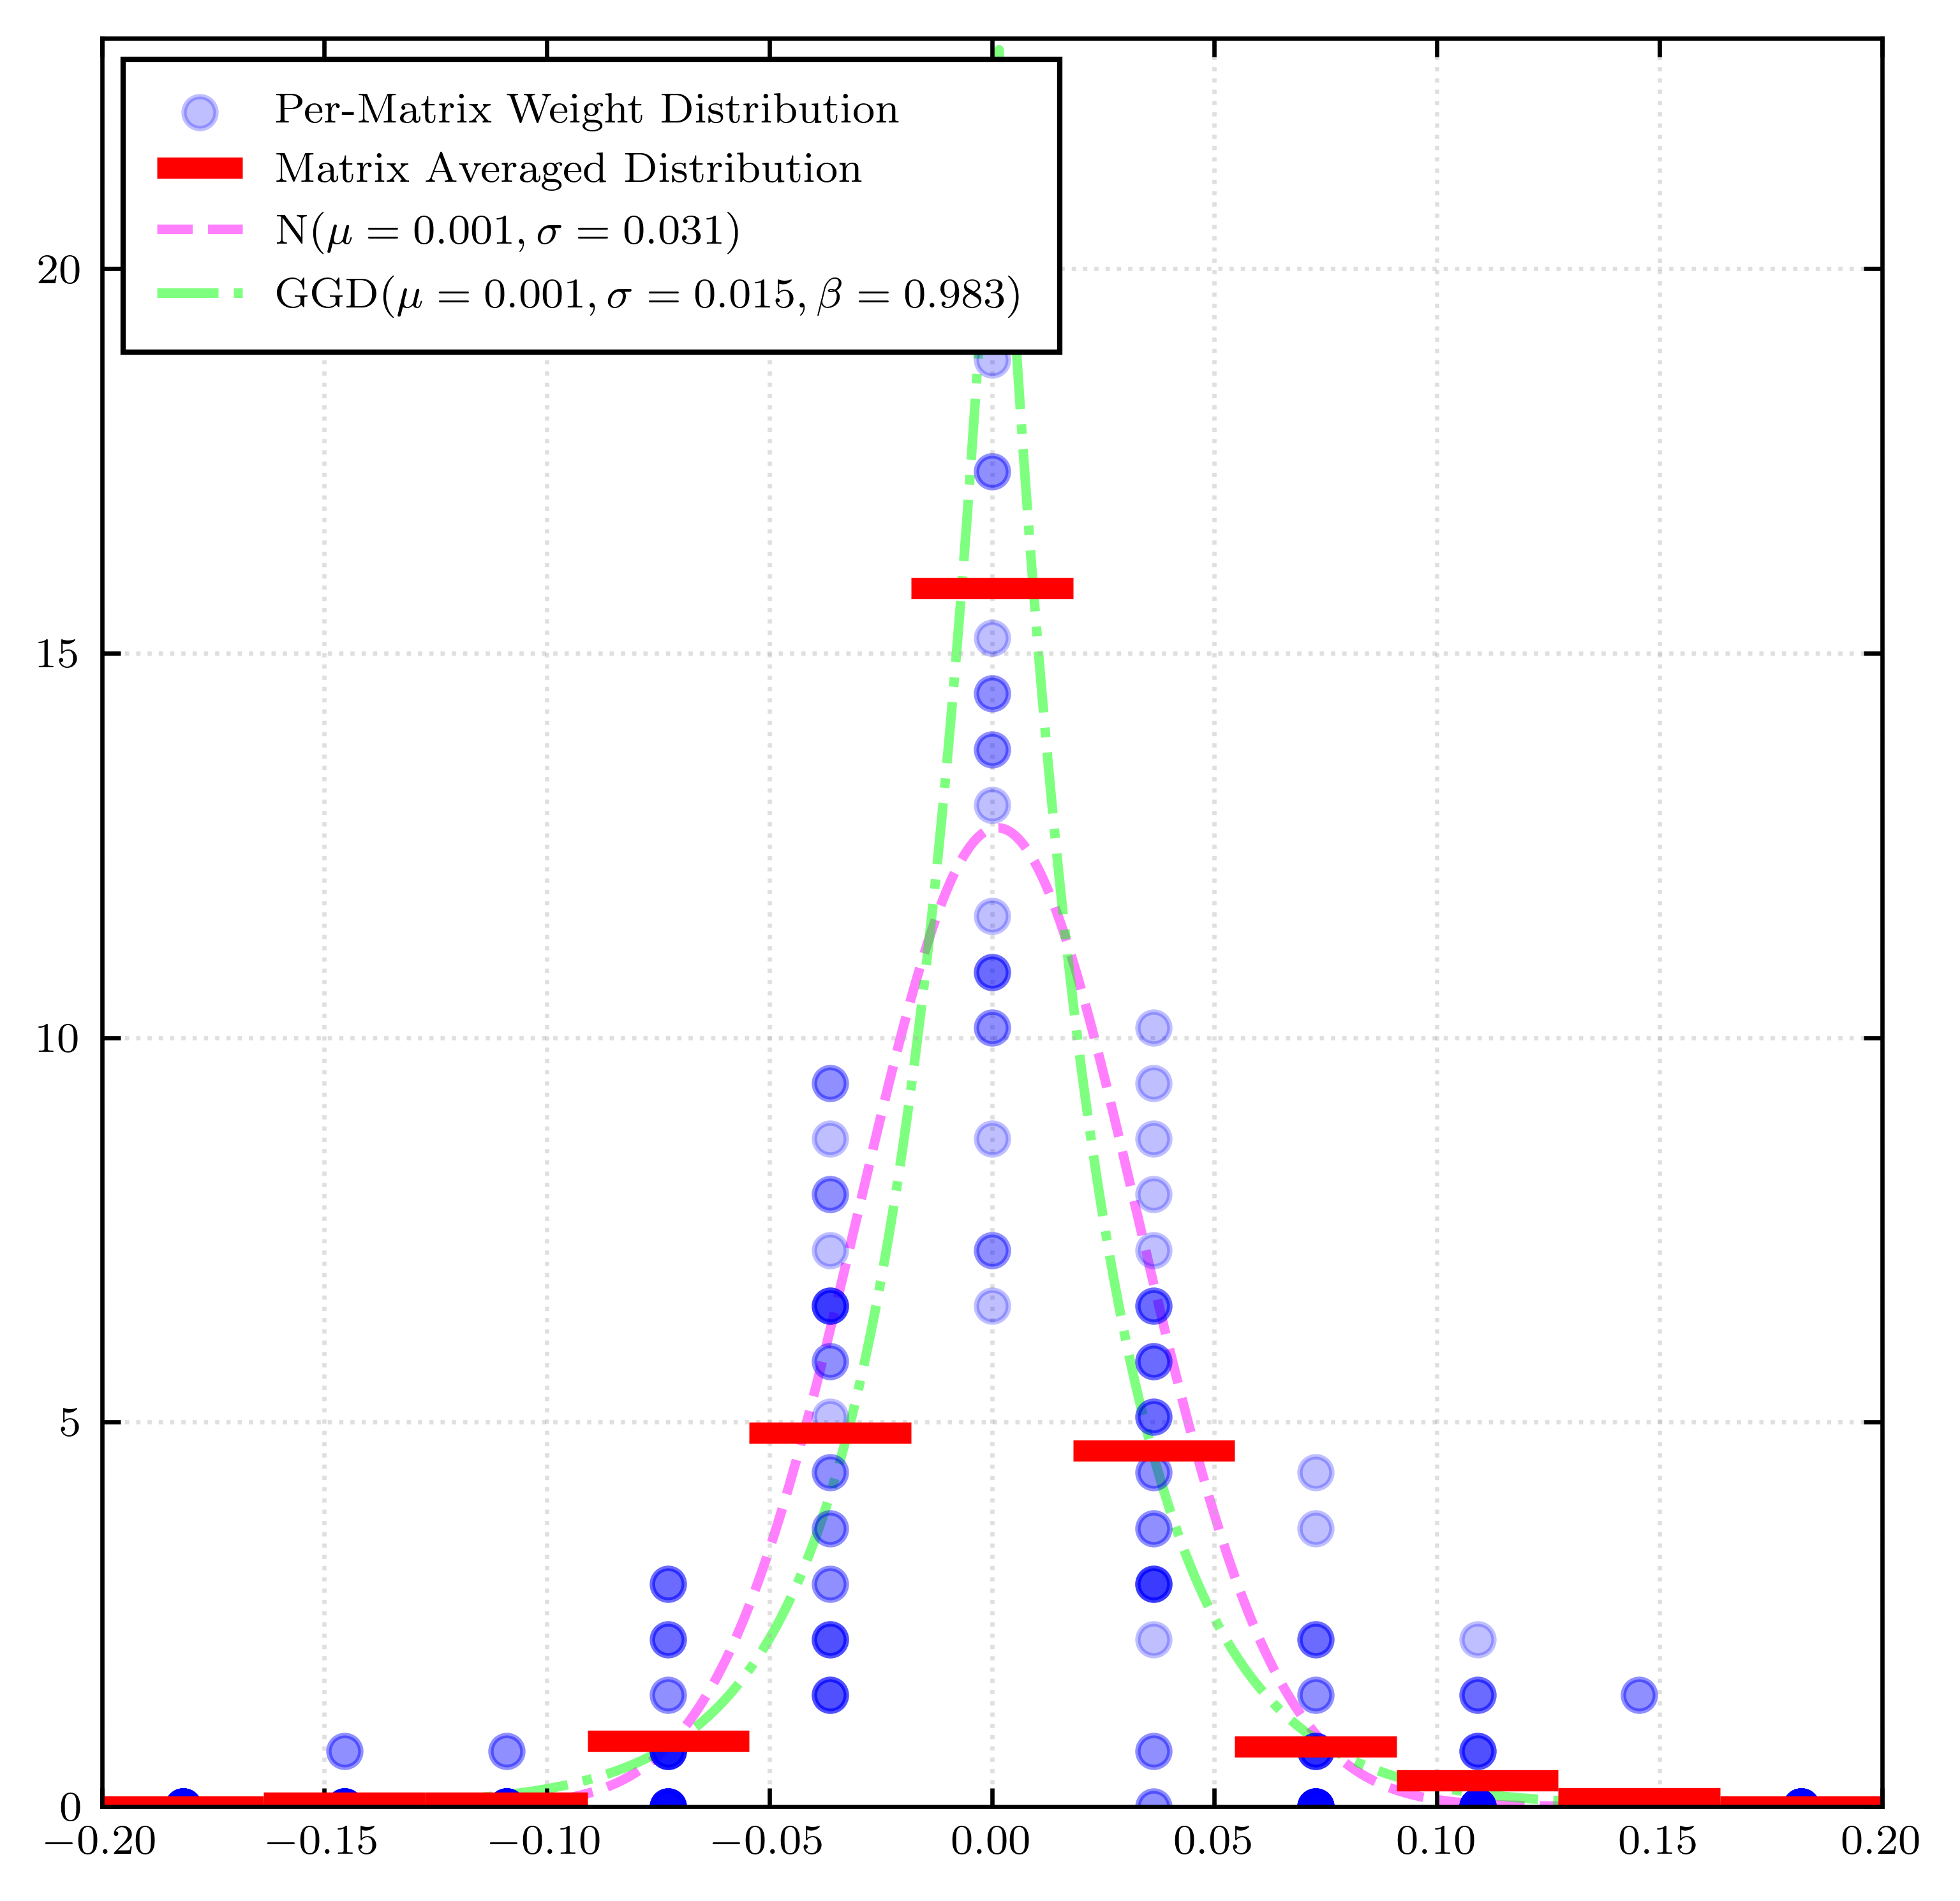 Per-Matrix Weight Distribution
Matrix Averaged Distribution
N(μ = 0.001, σ = 0.031)
GGD(μ = 0.001, σ = 0.015, β = 0.983)
20
15
10
5
0
−0.20 −0.15 −0.10 −0.05 0.00 0.05 0.10 0.15 0.20